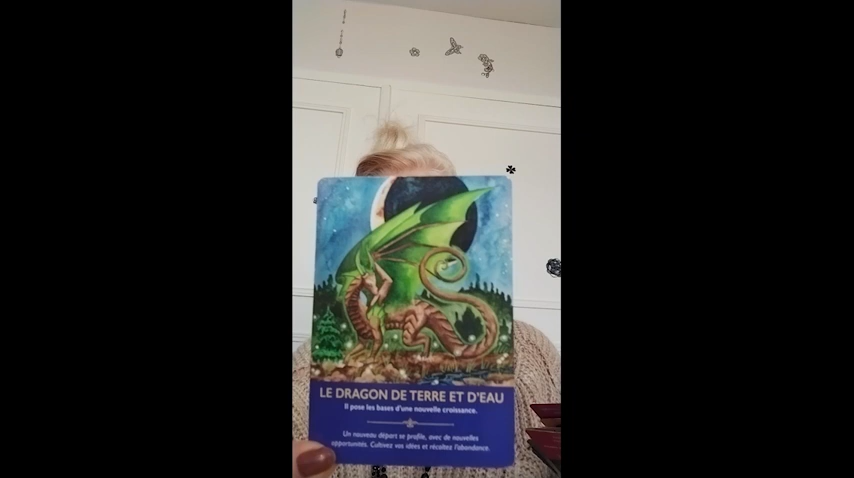 LE DRAGON DE TERRE ET D'EAU
Il pose les bases d'une nouvelle croissance.
Un nouveau départ se profile, avec de nouvelles
opportunités. Cultivez vos idées et récoltez l'abondance.